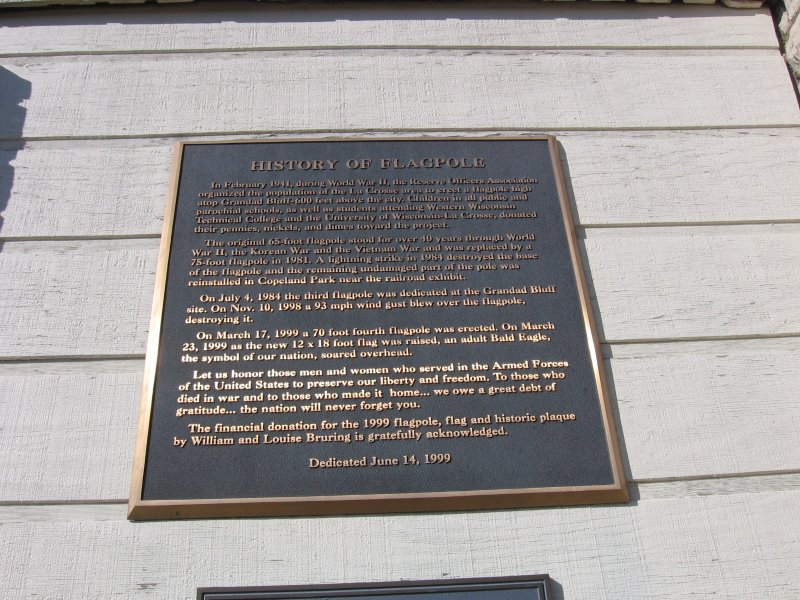 HISTORY OF FLAGPOLE
In February 1941, during World War II, the Reserve Officers Association
organized the population of the La Crosse area to erect a flagpole high
atop Grandad Bluff-600 feet above the city. Children in all public and
parochial schools, as well as students attending Western Wisconsin
Technical College and the University of Wisconsin-La Crosse, donated
their pennies, nickels, and dimes toward the project.
The original 65-foot flagpole stood for over 40 years through World
War II, the Korean War and the Vietnam War and was replaced by a
75-foot flagpole in 1981. A lightning strike in 1984 destroyed the base
of the flagpole and the remaining undamaged part of the pole was
reinstalled in Copeland Park near the railroad exhibit.
On July 4, 1984 the third flagpole was dedicated at the Grandad Bluff
site. On Nov. 10, 1998 a 93 mph wind gust blew over the flagpole,
destroying it.
On March 17, 1999 a 70 foot fourth flagpole was erected. On March
23, 1999 as the new 12 x 18 foot flag was raised, an adult Bald Eagle,
the symbol of our nation, soared overhead.
Let us honor those men and women who served in the Armed Forces
of the United States to preserve our liberty and freedom. To those who
died in war and to those who made it home... we owe a great debt of
gratitude... the nation will never forget you.
The financial donation for the 1999 flagpole, flag and historic plaque
by William and Louise Bruring is gratefully acknowledged.
Dedicated June 14, 1999